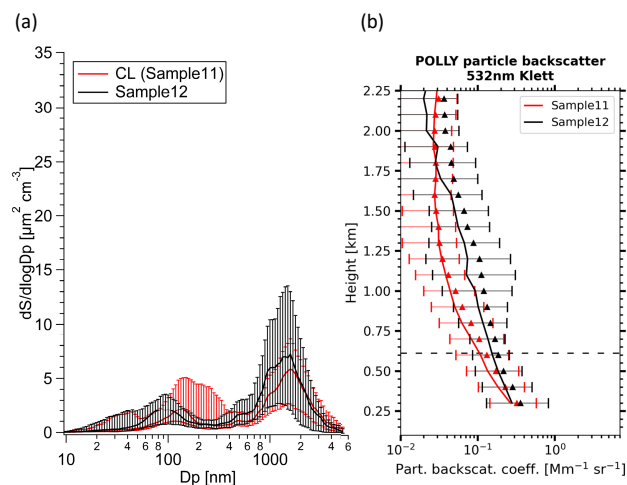 (a)
(b)
POLLY particle backscatter
532nm Klett
CL (Sample11)
Sample12
Sample11
Sample12
35
30
25
20
15
10
5
0
dS/dlogDp [µm² cm⁻³]
10
2
4
6
8
100
2
4
6
8
1000
2
4
Dp [nm]
2.25
2.00
1.75
1.50
1.25
1.00
0.75
0.50
0.25
Height [km]
10⁻²
10⁻¹
10⁰
Part. backscat. coeff. [Mm⁻¹ sr⁻¹]